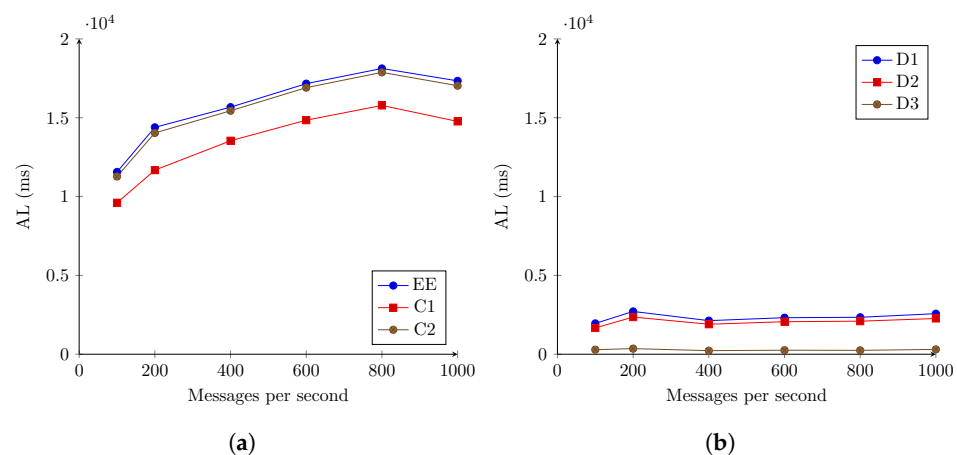 ·10⁴
2
1.5
1
0.5
0
0 200 400 600 800 1000
AL (ms)
Messages per second
EE
C1
C2
(a)
·10⁴
2
1.5
1
0.5
0
0 200 400 600 800 1000
AL (ms)
Messages per second
D1
D2
D3
(b)